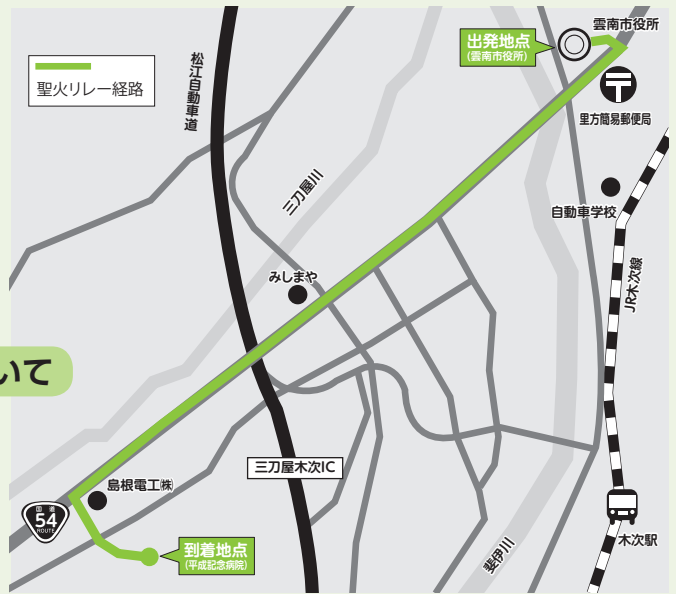 聖火リレー経路
松江自動車道
出発地点
(雲南市役所)
雲南市役所
里方簡易郵便局
三刀屋川
自動車学校
みしまや
JR木次線
いて
三刀屋木次IC
島根電工㈱
国道
54
ROUTE
到着地点
(平成記念病院)
斐伊川
木次駅